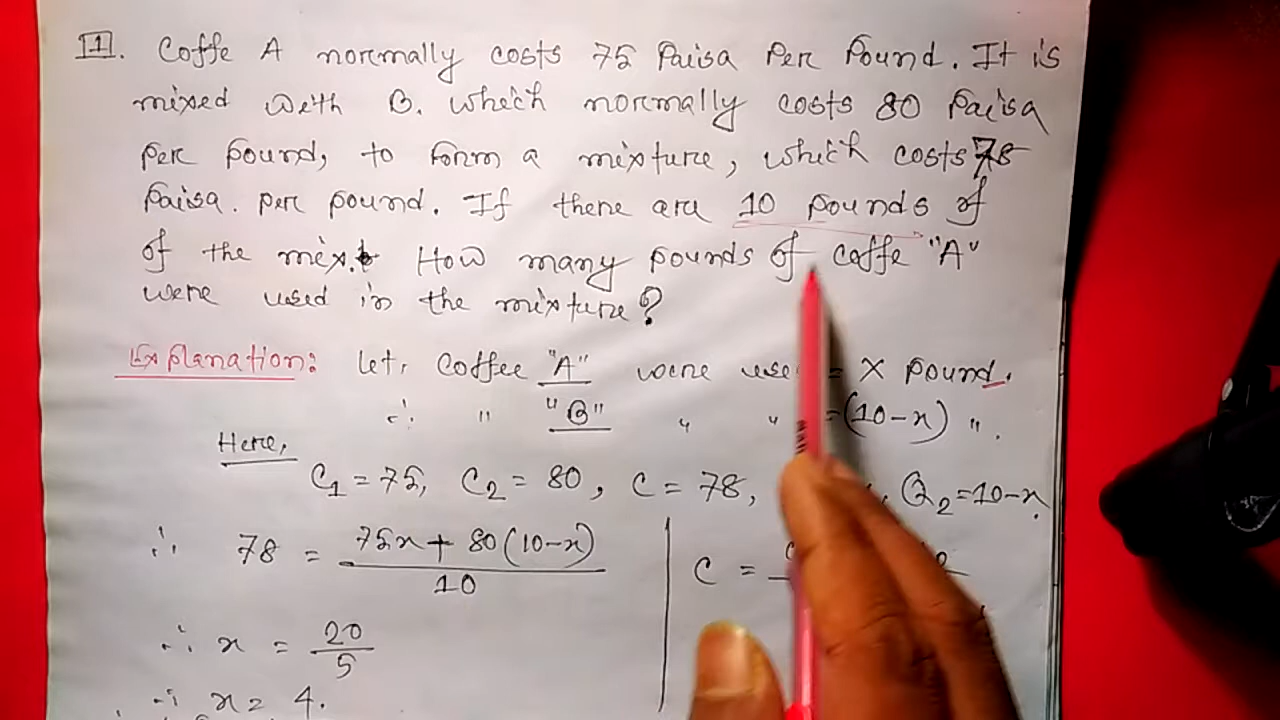 1. Coffe A normally costs 75 Paisa Per Pound. It is
mixed with B. which normally costs 80 Paisa
per pound, to form a mixture, which costs 78
Paisa. per pound. If there are 10 pounds of
of the mix. How many pounds of coffe "A"
were used in the mixture?
Explanation: Let, Coffee "A" were use = X pound.
∴ " "B" " " = (10-x) ".
Here,
C₁ = 75, C₂ = 80, C = 78, , Q₂ = 10-x
∴ 78 = 75x + 80(10-x) / 10
C =
∴ x = 20/5
∴ x = 4.